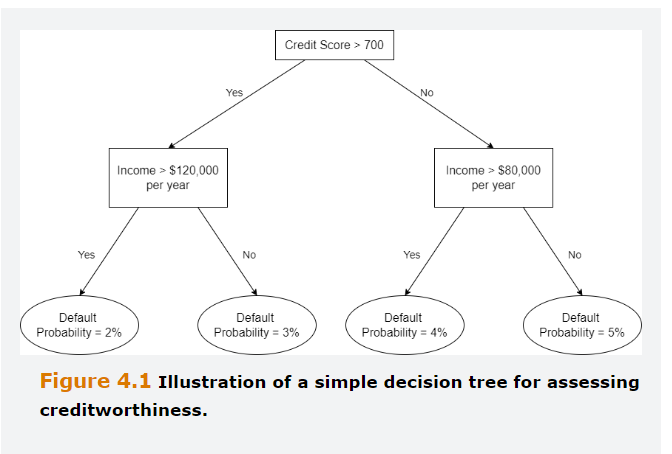 Credit Score > 700
Yes
No
Income > $120,000
per year
Income > $80,000
per year
Yes
No
Yes
No
Default
Probability = 2%
Default
Probability = 3%
Default
Probability = 4%
Default
Probability = 5%
Figure 4.1 Illustration of a simple decision tree for assessing
creditworthiness.